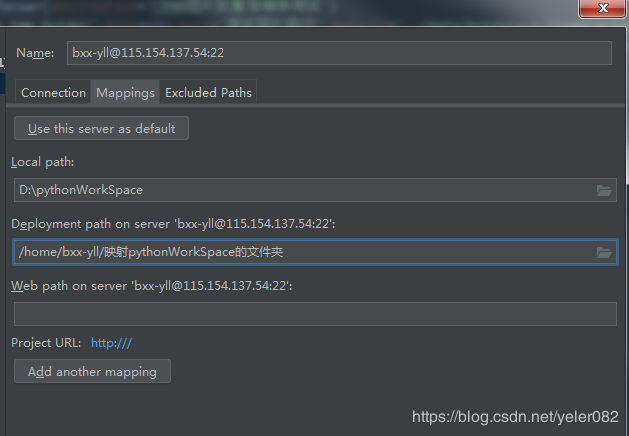 Name: bxx-yll@115.154.137.54:22
Connection Mappings Excluded Paths
Use this server as default
Local path:
D:\pythonWorkSpace
Deployment path on server 'bxx-yll@115.154.137.54:22':
/home/bxx-yll/映射pythonWorkSpace的文件夹
Web path on server 'bxx-yll@115.154.137.54:22':
Project URL: http:///
Add another mapping
https://blog.csdn.net/yeler082